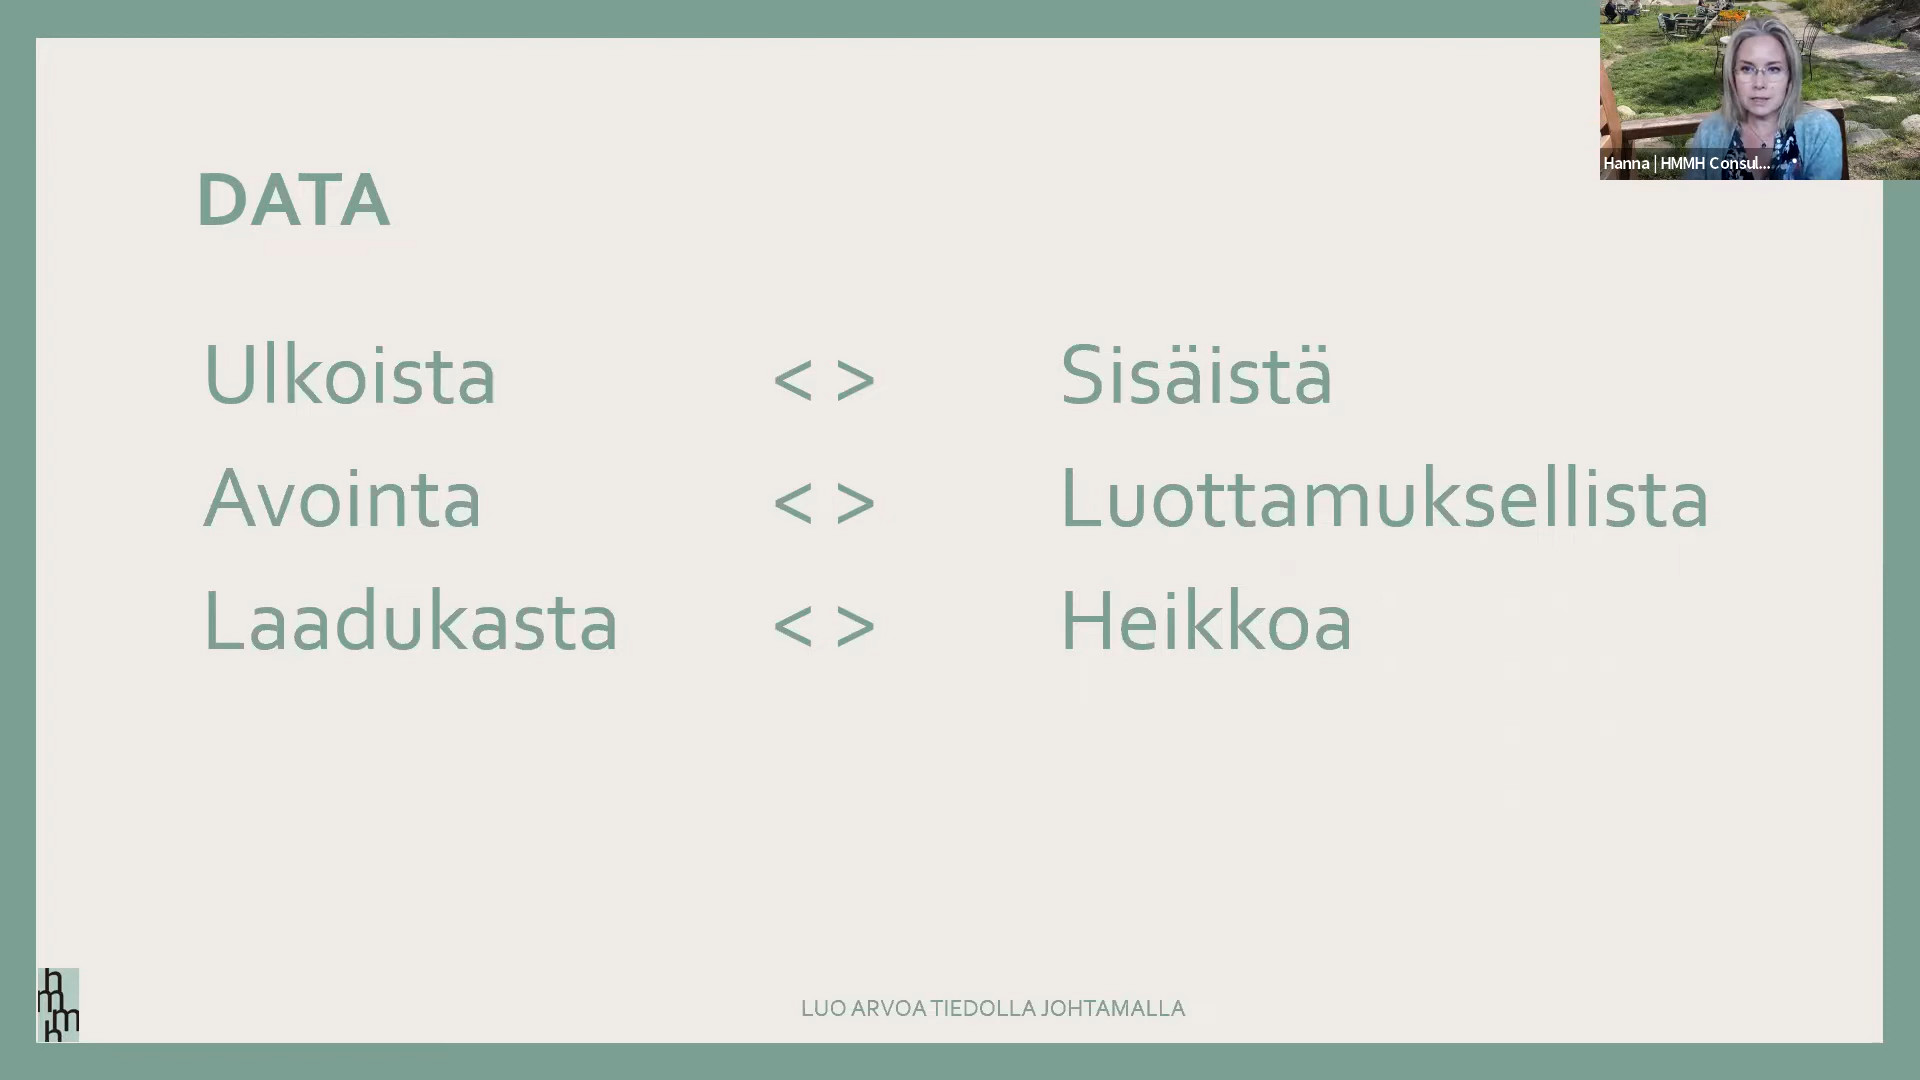 Hanna | HMMH Consul...
DATA
Ulkoista < > Sisäistä
Avointa < > Luottamuksellista
Laadukasta < > Heikkoa
h
m
m
h
LUO ARVOA TIEDOLLA JOHTAMALLA